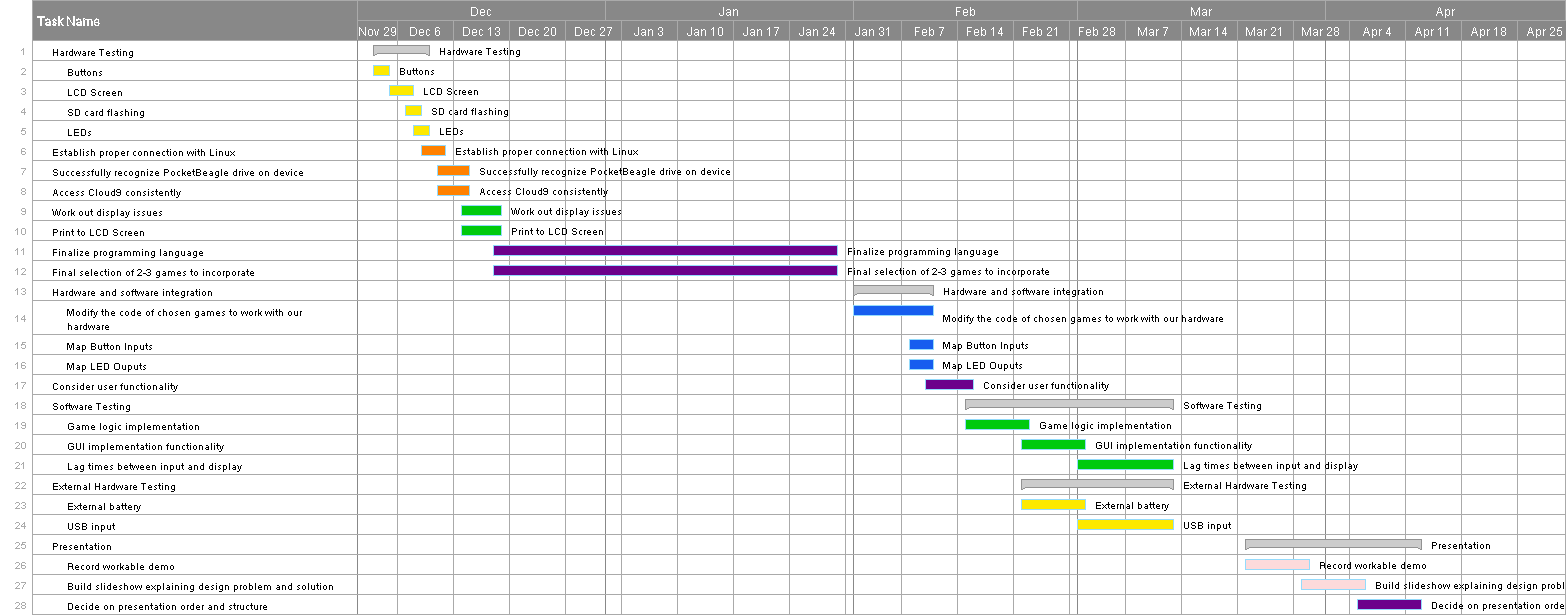 Task Name
Dec Jan Feb Mar Apr
Nov 29 Dec 6 Dec 13 Dec 20 Dec 27 Jan 3 Jan 10 Jan 17 Jan 24 Jan 31 Feb 7 Feb 14 Feb 21 Feb 28 Mar 7 Mar 14 Mar 21 Mar 28 Apr 4 Apr 11 Apr 18 Apr 25
1 Hardware Testing Hardware Testing
2 Buttons Buttons
3 LCD Screen LCD Screen
4 SD card flashing SD card flashing
5 LEDs LEDs
6 Establish proper connection with Linux Establish proper connection with Linux
7 Successfully recognize PocketBeagle drive on device Successfully recognize PocketBeagle drive on device
8 Access Cloud9 consistently Access Cloud9 consistently
9 Work out display issues Work out display issues
10 Print to LCD Screen Print to LCD Screen
11 Finalize programming language Finalize programming language
12 Final selection of 2-3 games to incorporate Final selection of 2-3 games to incorporate
13 Hardware and software integration Hardware and software integration
14 Modify the code of chosen games to work with our
hardware
Modify the code of chosen games to work with our hardware
15 Map Button Inputs Map Button Inputs
16 Map LED Ouputs Map LED Ouputs
17 Consider user functionality Consider user functionality
18 Software Testing Software Testing
19 Game logic implementation Game logic implementation
20 GUI implementation functionality GUI implementation functionality
21 Lag times between input and display Lag times between input and display
22 External Hardware Testing External Hardware Testing
23 External battery External battery
24 USB input USB input
25 Presentation Presentation
26 Record workable demo Record workable demo
27 Build slideshow explaining design problem and solution Build slideshow explaining design probl
28 Decide on presentation order and structure Decide on presentation orde